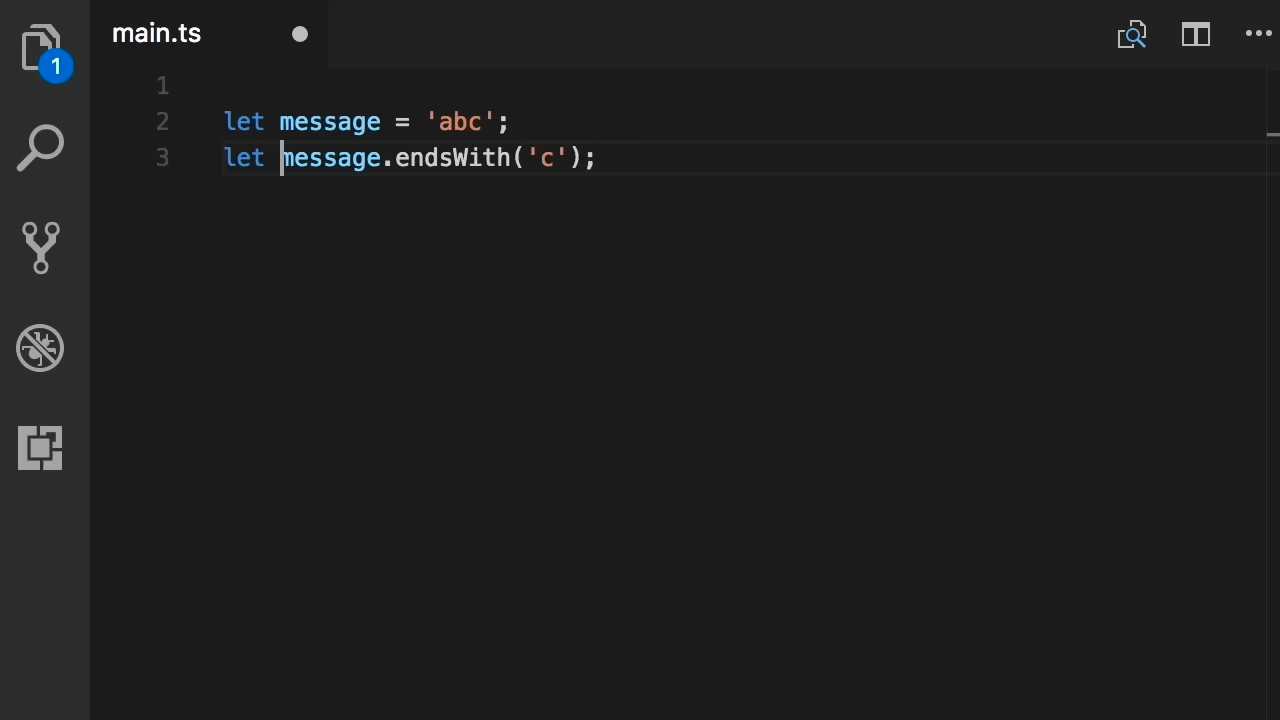 main.ts
1
1
2 let message = 'abc';
3 let message.endsWith('c');